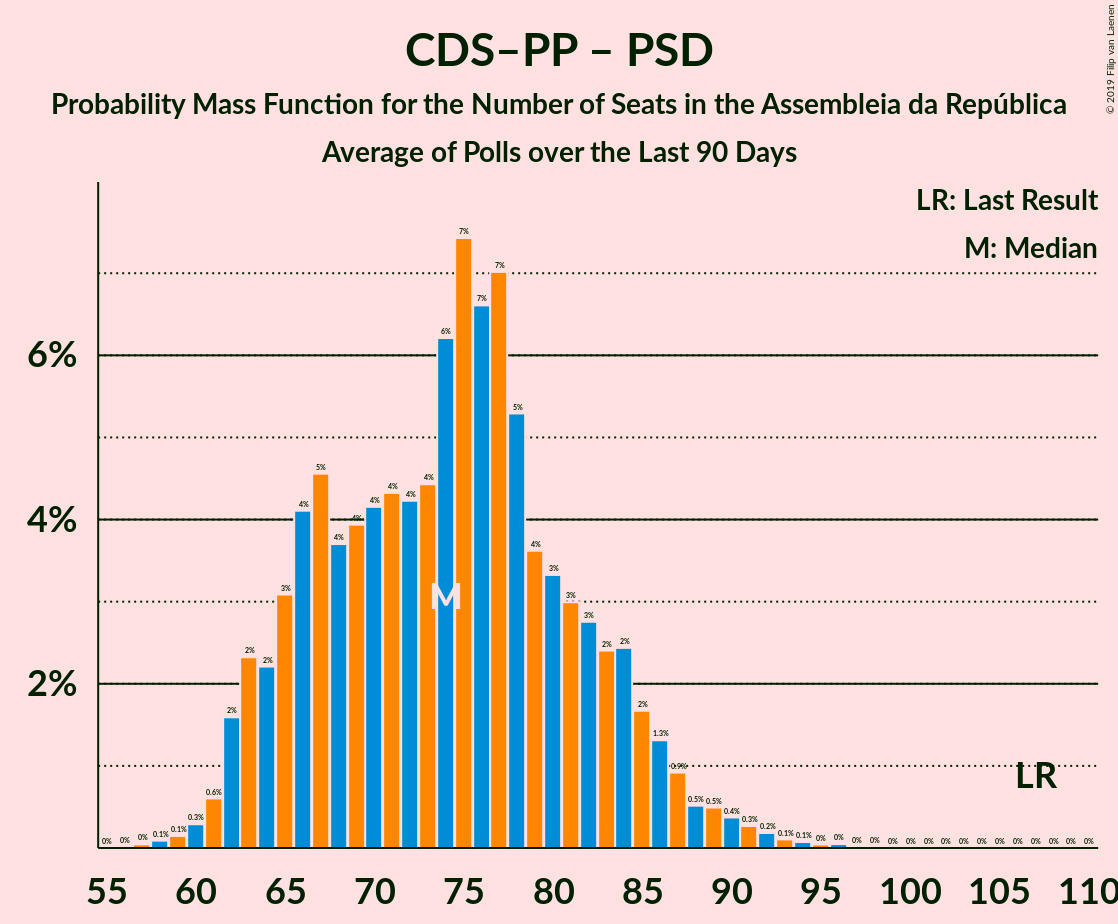 CDS–PP – PSD
Probability Mass Function for the Number of Seats in the Assembleia da República
Average of Polls over the Last 90 Days
© 2019 Filip van Laenen
LR: Last Result
M: Median
6%
4%
2%
0% 0% 0% 0.1% 0.1% 0.3% 0.6% 2% 2% 2% 3% 4% 5% 4% 4% 4% 4% 4% 4% 6% 7% 7% 7% 5% 4% 3% 3% 3% 2% 2% 2% 1.3% 0.9% 0.5% 0.5% 0.4% 0.3% 0.2% 0.1% 0.1% 0% 0% 0% 0% 0% 0% 0% 0% 0% 0% 0% 0% 0% 0% 0% 0%
M
LR
55 60 65 70 75 80 85 90 95 100 105 110